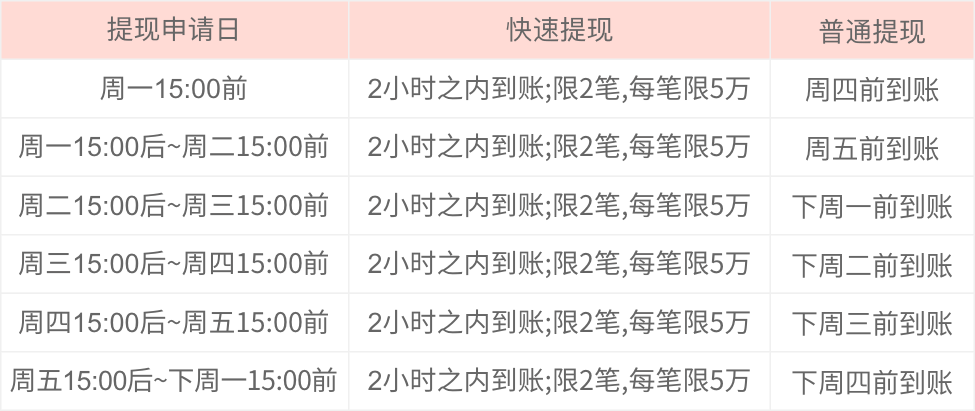 提现申请日 快速提现 普通提现
周一15:00前 2小时之内到账;限2笔,每笔限5万 周四前到账
周一15:00后~周二15:00前 2小时之内到账;限2笔,每笔限5万 周五前到账
周二15:00后~周三15:00前 2小时之内到账;限2笔,每笔限5万 下周一前到账
周三15:00后~周四15:00前 2小时之内到账;限2笔,每笔限5万 下周二前到账
周四15:00后~周五15:00前 2小时之内到账;限2笔,每笔限5万 下周三前到账
周五15:00后~下周一15:00前 2小时之内到账;限2笔,每笔限5万 下周四前到账